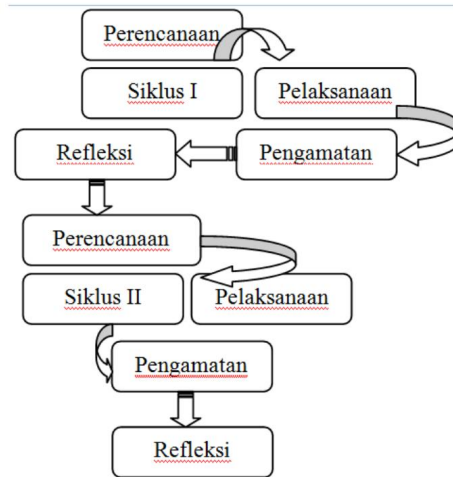 Perencanaan
Siklus I
Pelaksanaan
Refleksi
Pengamatan
Perencanaan
Siklus II
Pelaksanaan
Pengamatan
Refleksi